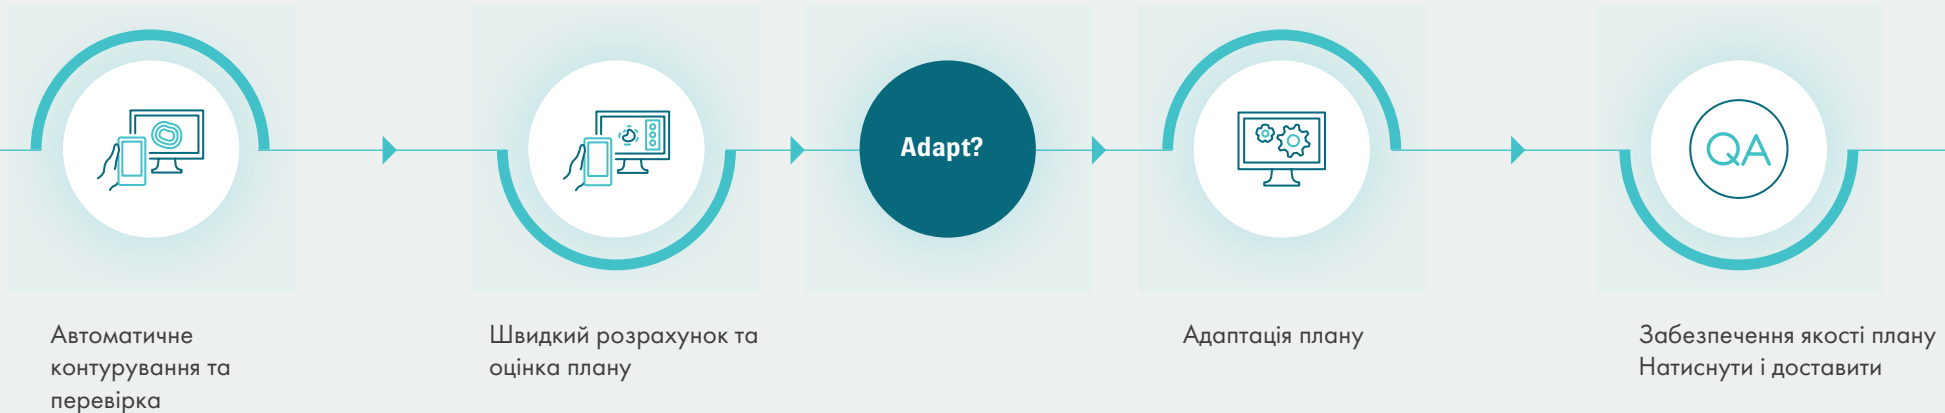 Adapt?
QA
Автоматичне
контурування та
перевірка
Швидкий розрахунок та
оцінка плану
Адаптація плану
Забезпечення якості плану
Натиснути і доставити